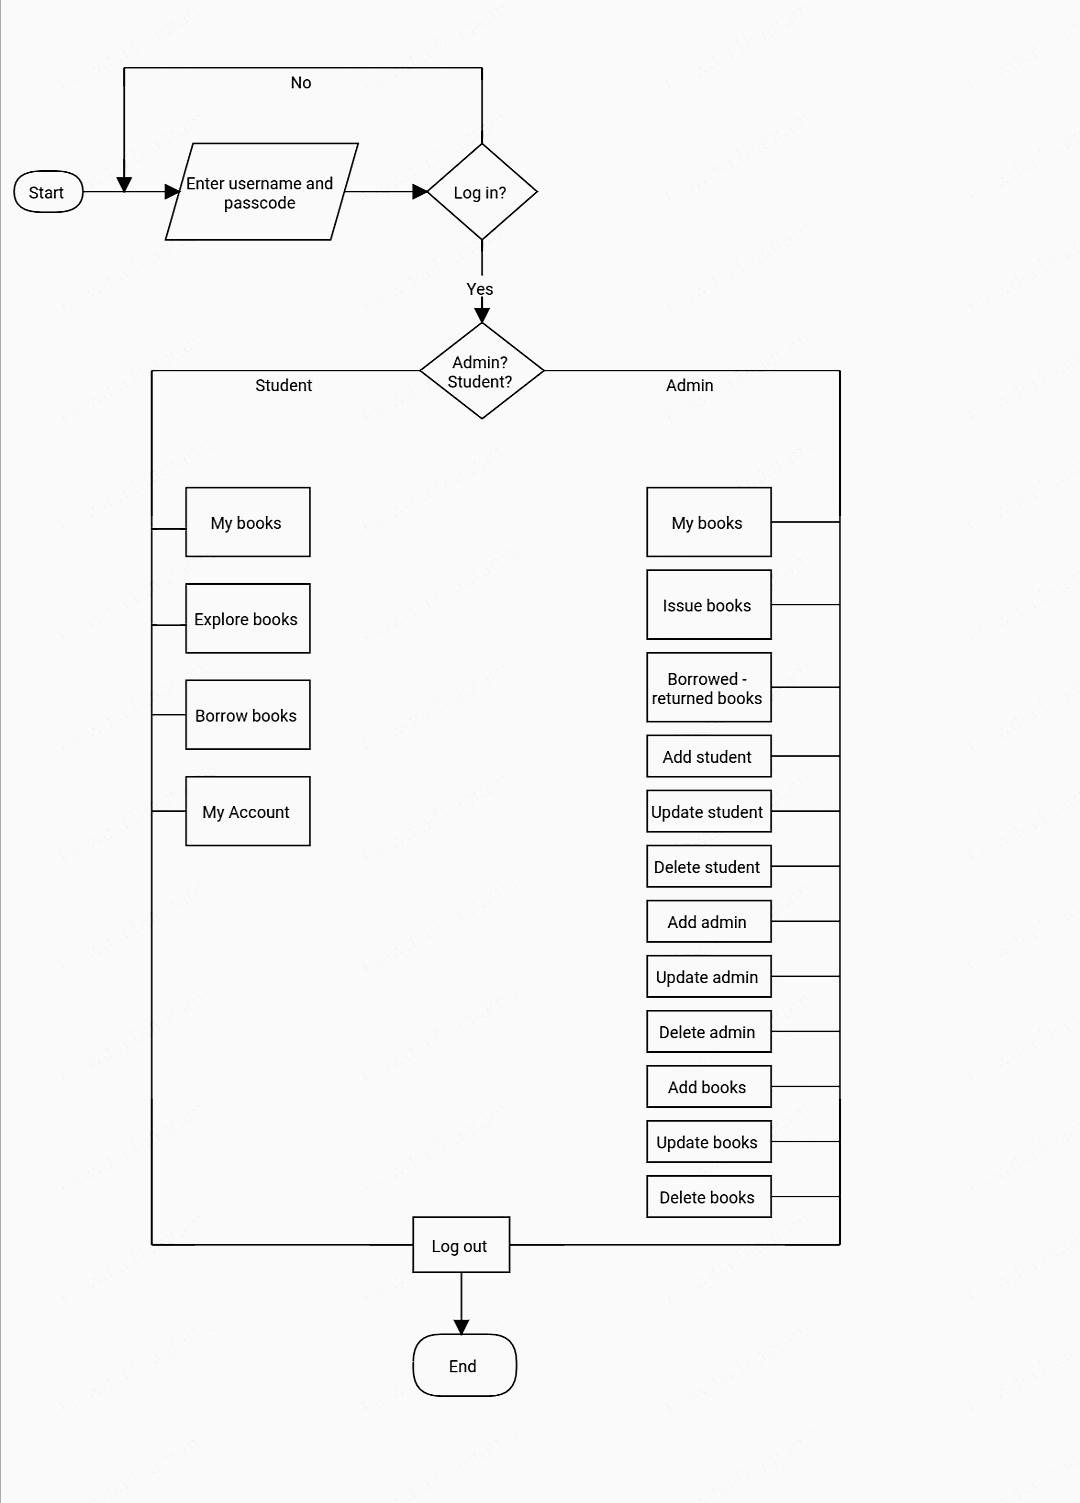 No
Start
Enter username and
passcode
Log in?
Yes
Admin?
Student?
Student
Admin
My books
Explore books
Borrow books
My Account
My books
Issue books
Borrowed -
returned books
Add student
Update student
Delete student
Add admin
Update admin
Delete admin
Add books
Update books
Delete books
Log out
End